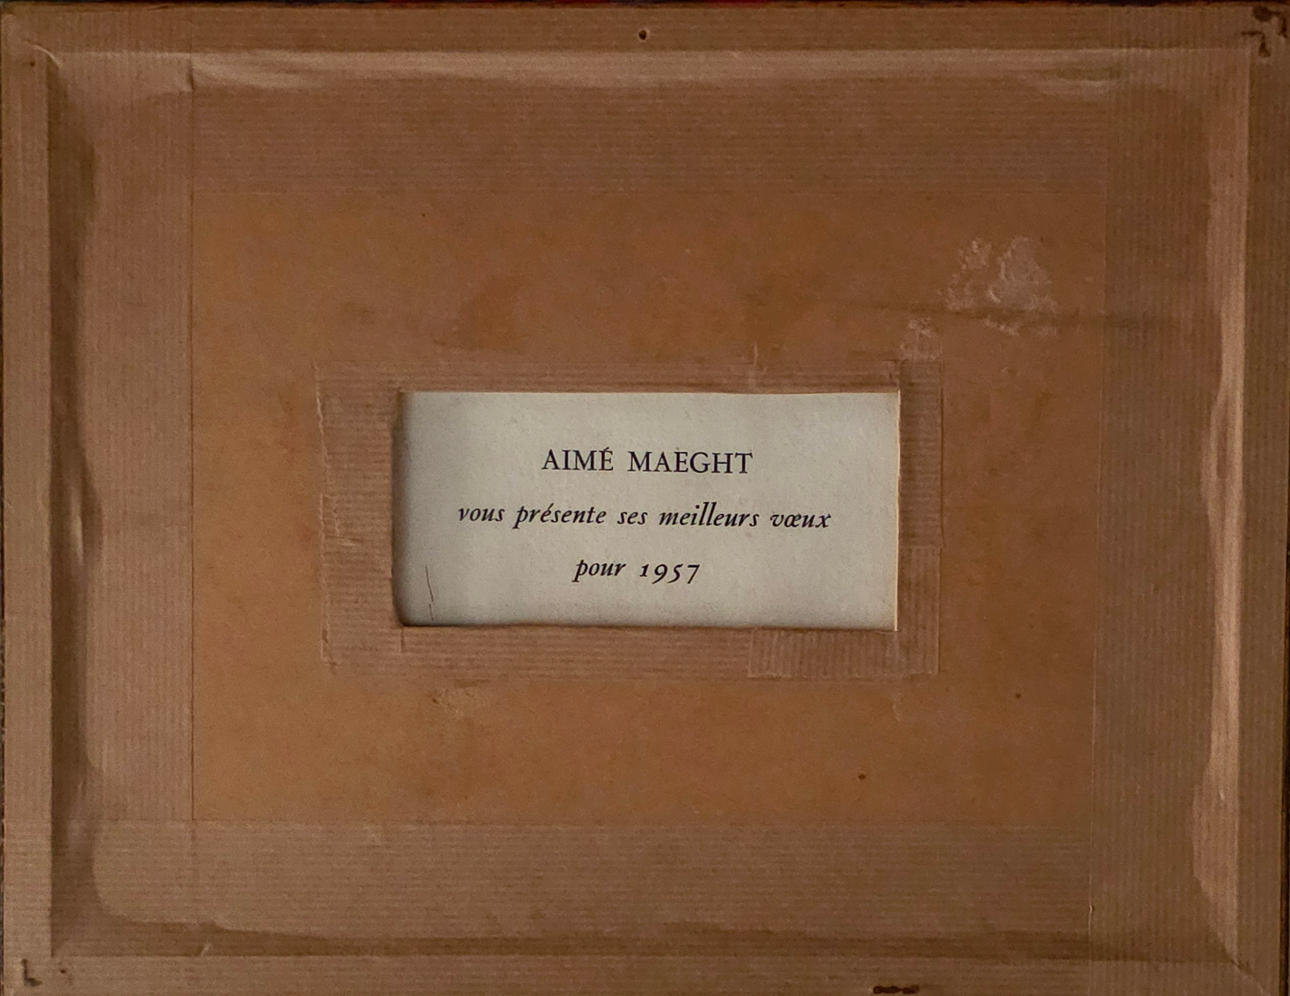 AIMÉ MAEGHT
vous présente ses meilleurs vœux
pour 1957